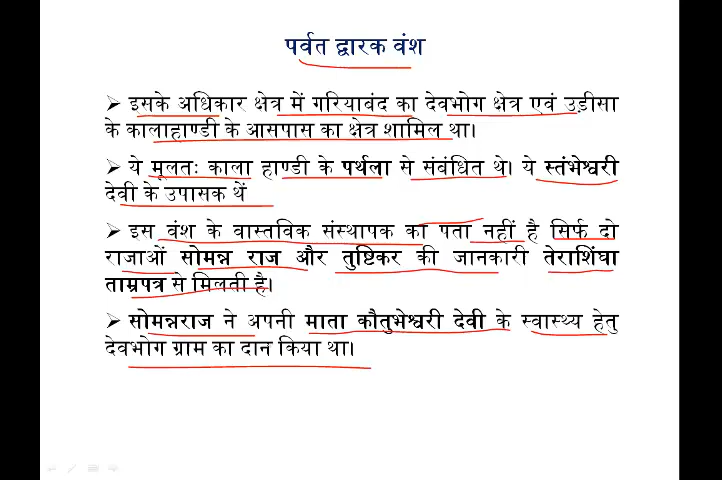 पर्वत द्वारक वंश
➢ इसके अधिकार क्षेत्र में गरियाबंद का देवभोग क्षेत्र एवं उड़ीसा
के कालाहाण्डी के आसपास का क्षेत्र शामिल था।
➢ ये मूलतः काला हाण्डी के पर्थला से संबंधित थे। ये स्तंभेश्वरी
देवी के उपासक थें
➢ इस वंश के वास्तविक संस्थापक का पता नहीं है सिर्फ दो
राजाओं सोमन्न राज और तुष्टिकर की जानकारी तेराशिंघा
ताम्रपत्र से मिलती है।
➢ सोमन्नराज ने अपनी माता कौतुभेश्वरी देवी के स्वास्थ्य हेतु
देवभोग ग्राम का दान किया था।